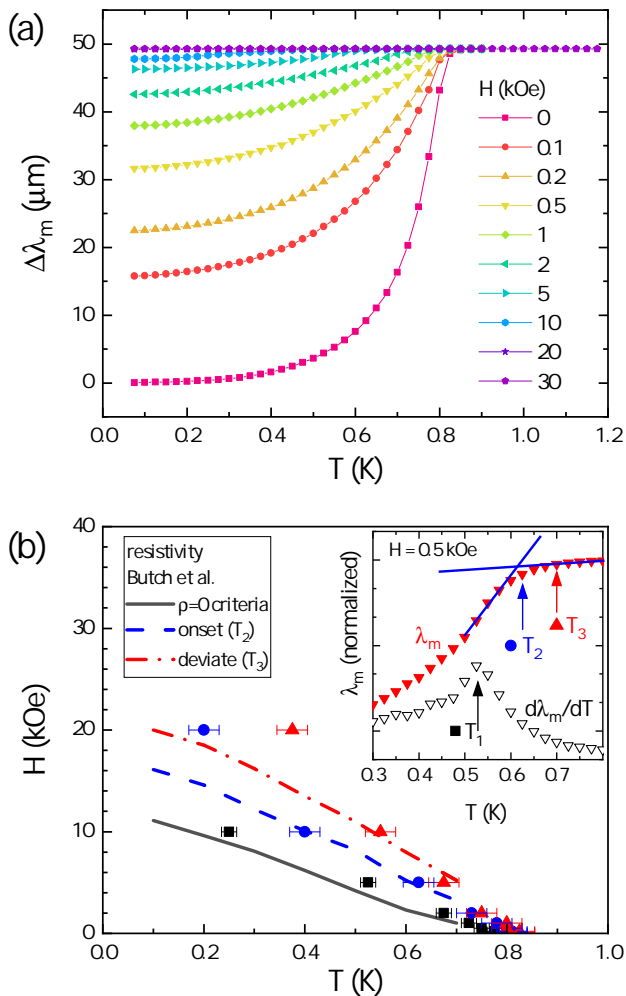 (a)
50
40
30
20
10
0
Δλm (μm)
H (kOe)
0
0.1
0.2
0.5
1
2
5
10
20
30
0.0 0.2 0.4 0.6 0.8 1.0 1.2
T (K)
(b)
40
30
20
10
0
H (kOe)
resistivity
Butch et al.
ρ=0 criteria
onset (T2)
deviate (T3)
H = 0.5 kOe
λm (normalized)
λm
T3
T2
dλm/dT
T1
0.3 0.4 0.5 0.6 0.7
T (K)
0.2 0.4 0.6 0.8 1.0
T (K)